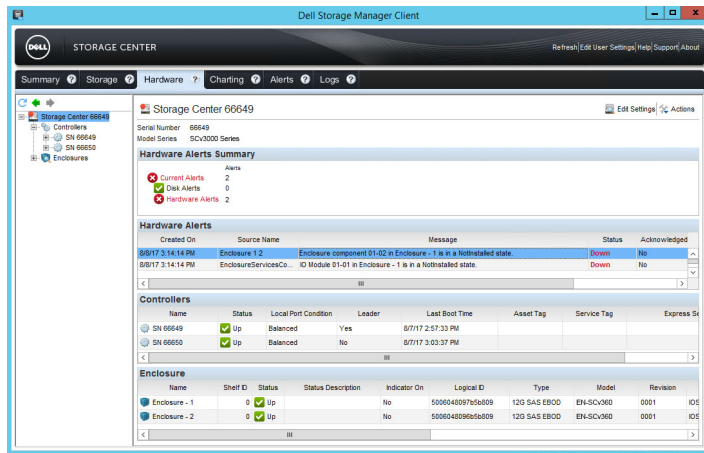 Dell Storage Manager Client
DELL STORAGE CENTER Refresh|Edit User Settings|Help|Support|About
Summary ? Storage ? Hardware ? Charting ? Alerts ? Logs ?
Storage Center 66649
Controllers
SN 66649
SN 66650
Enclosures
Storage Center 66649 Edit Settings Actions
Serial Number 66649
Model Series SCv3000 Series
Hardware Alerts Summary
Alerts
Current Alerts 2
Disk Alerts 0
Hardware Alerts 2
Hardware Alerts
Created On Source Name Message Status Acknowledged
8/8/17 3:14:14 PM Enclosure 1 2 Enclosure component 01-02 in Enclosure - 1 is in a NotInstalled state. Down No
8/8/17 3:14:14 PM EnclosureServicesCo... IO Module 01-01 in Enclosure - 1 is in a NotInstalled state. Down No
Controllers
Name Status Local Port Condition Leader Last Boot Time Asset Tag Service Tag Express Se
SN 66649 Up Balanced Yes 8/7/17 2:57:33 PM
SN 66650 Up Balanced No 8/7/17 3:03:37 PM
Enclosure
Name Shelf ID Status Status Description Indicator On Logical ID Type Model Revision
Enclosure - 1 0 Up No 5006048097b5b809 12G SAS EBOD EN-SCv360 0001 IOS
Enclosure - 2 0 Up No 5006048096b5b809 12G SAS EBOD EN-SCv360 0001 IOS